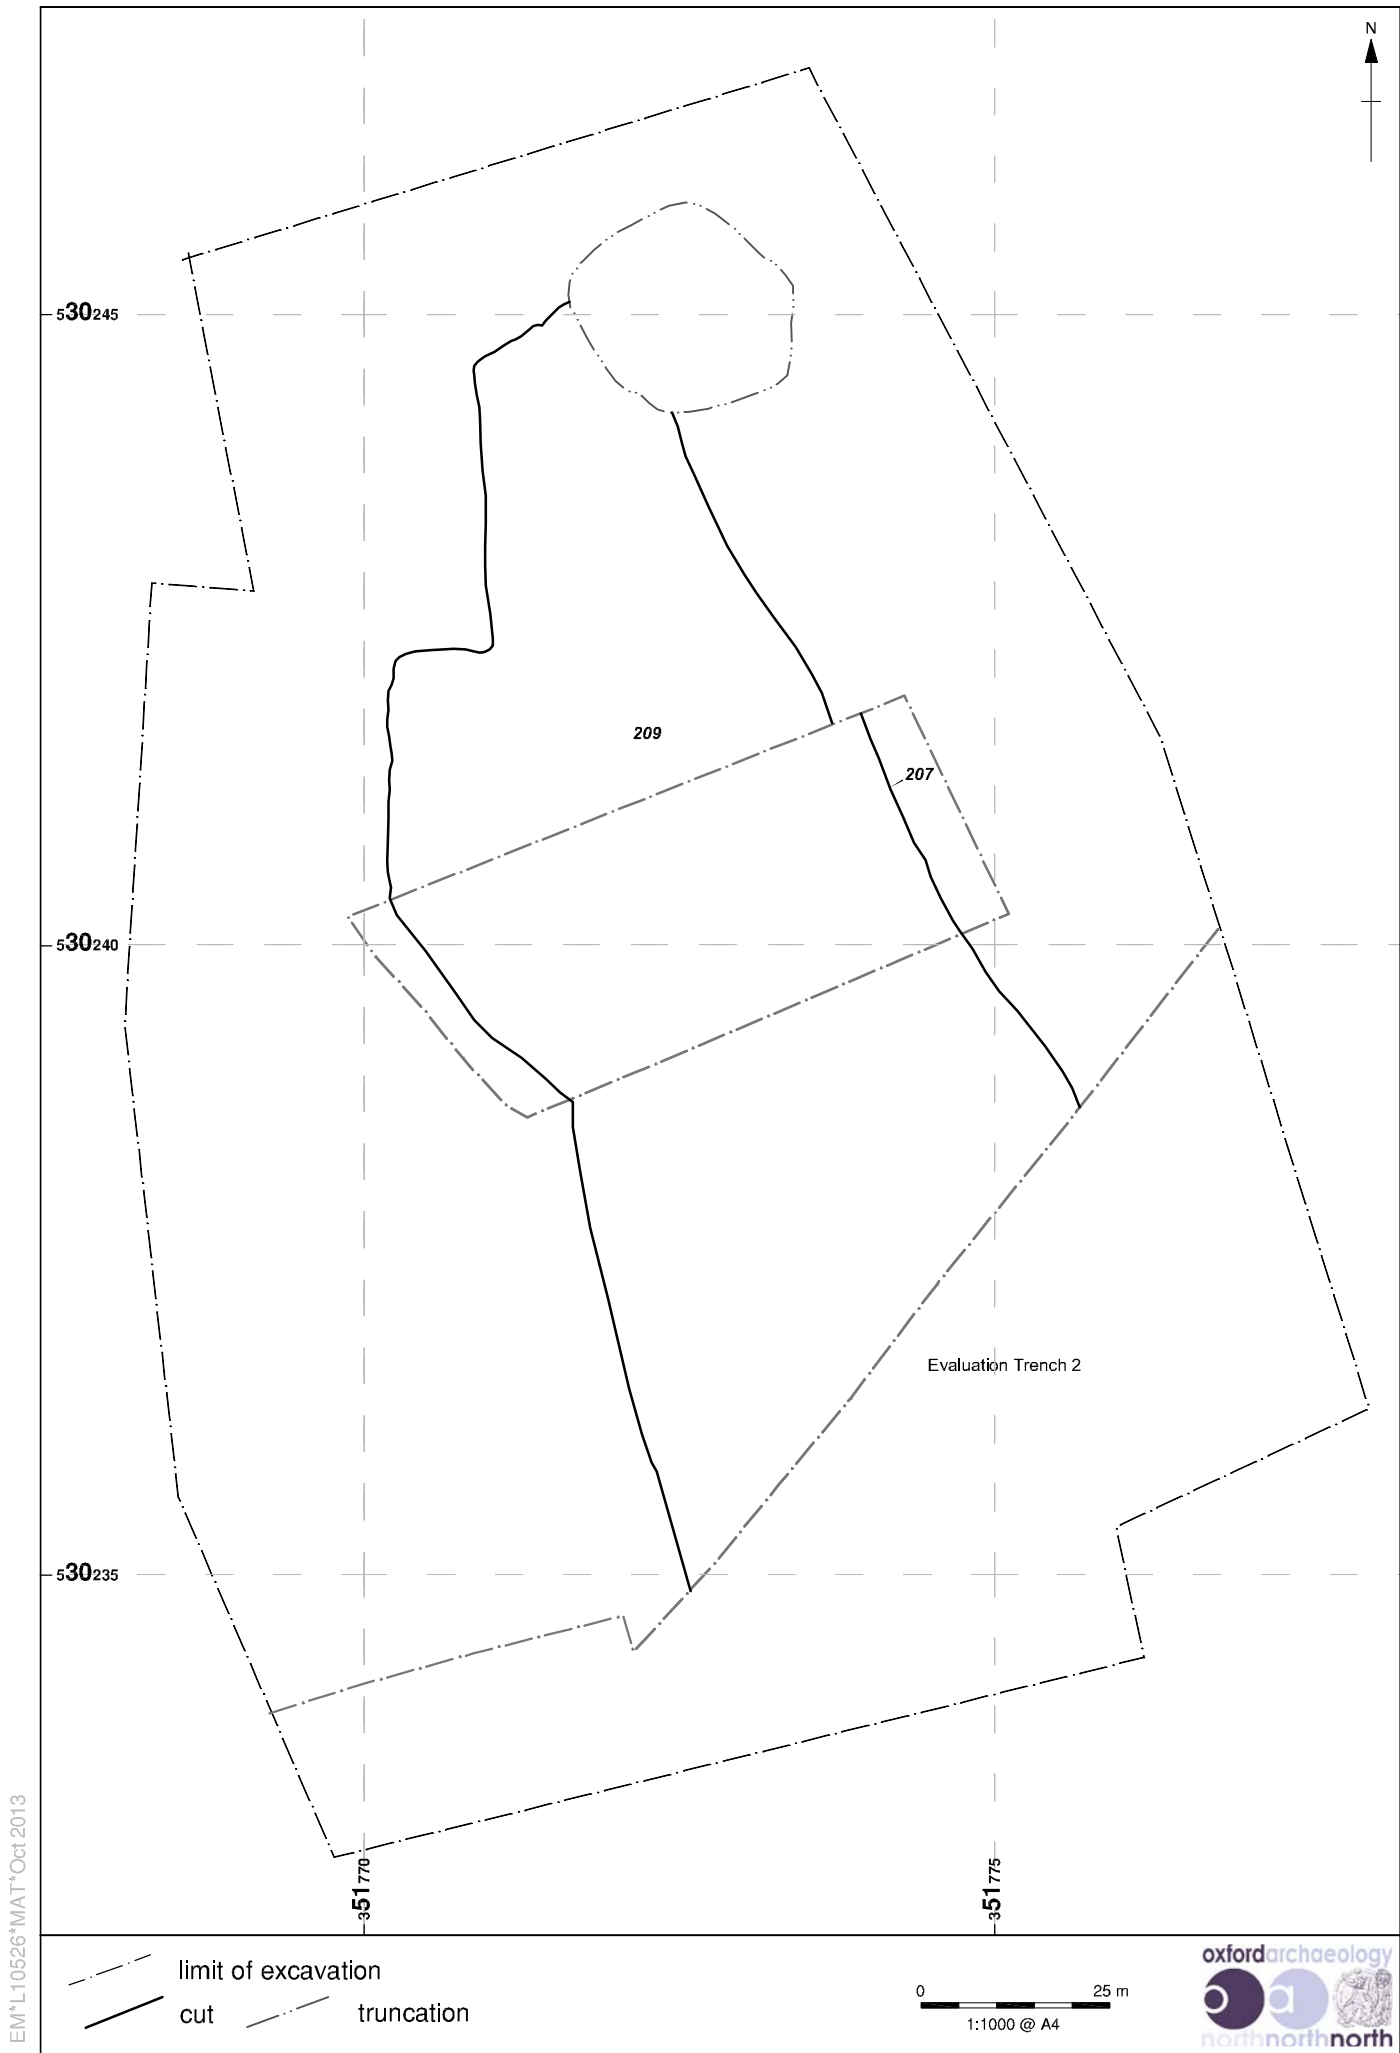 N
530245
209
207
530240
Evaluation Trench 2
530235
351770
351775
EM*L10526*MAT*Oct 2013
limit of excavation
cut
truncation
0 25 m
1:1000 @ A4
oxfordarchaeology
oa
northnorthnorth